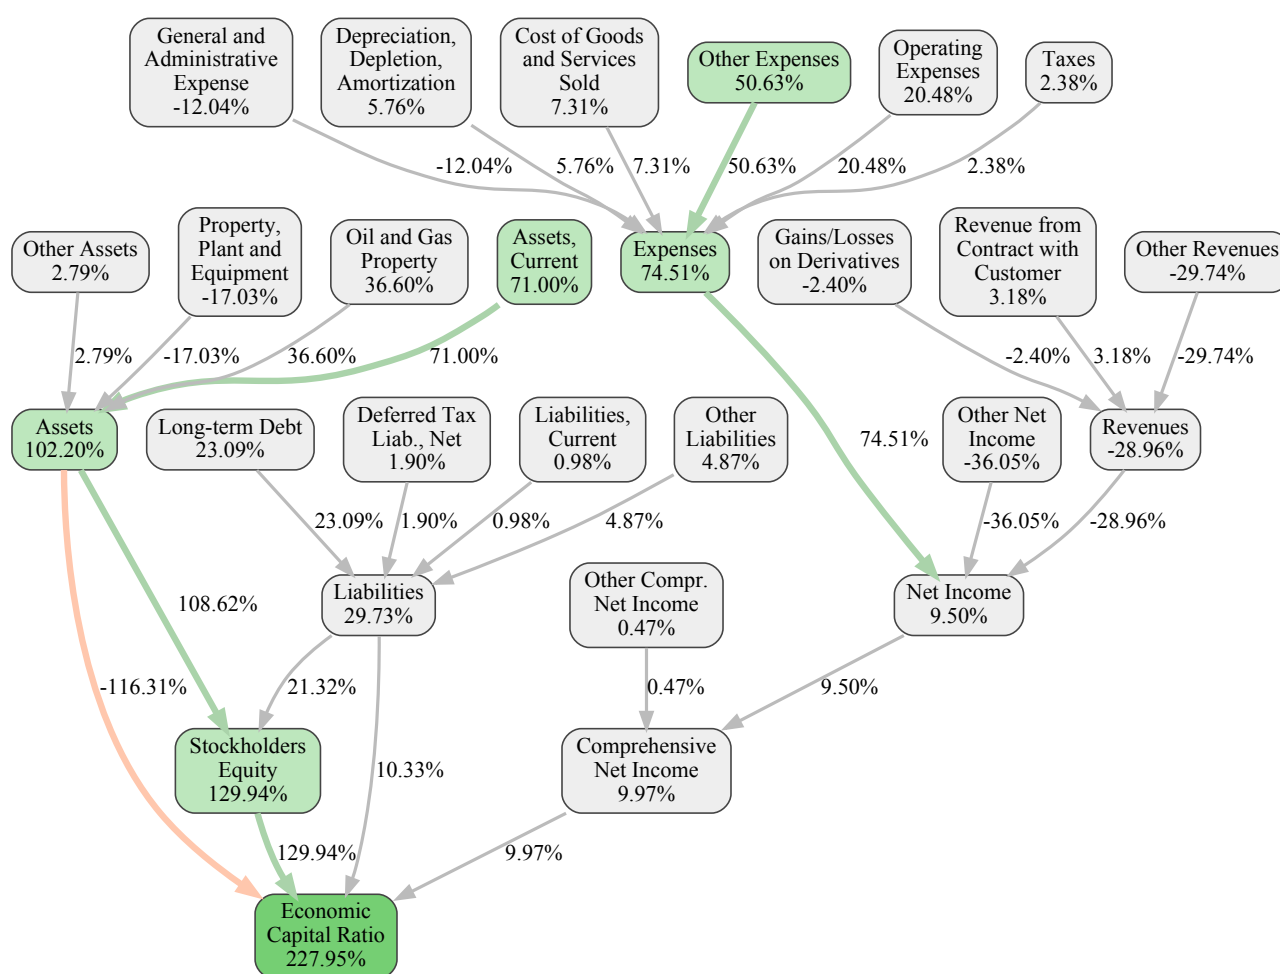 General and
Administrative
Expense
-12.04%
Depreciation,
Depletion,
Amortization
5.76%
Cost of Goods
and Services
Sold
7.31%
Other Expenses
50.63%
Operating
Expenses
20.48%
Taxes
2.38%
-12.04%
5.76%
7.31%
50.63%
20.48%
2.38%
Other Assets
2.79%
Property,
Plant and
Equipment
-17.03%
Oil and Gas
Property
36.60%
Assets,
Current
71.00%
Expenses
74.51%
Gains/Losses
on Derivatives
-2.40%
Revenue from
Contract with
Customer
3.18%
Other Revenues
-29.74%
2.79%
-17.03%
36.60%
71.00%
-2.40%
3.18%
-29.74%
Assets
102.20%
Long-term Debt
23.09%
Deferred Tax
Liab., Net
1.90%
Liabilities,
Current
0.98%
Other
Liabilities
4.87%
74.51%
Other Net
Income
-36.05%
Revenues
-28.96%
23.09%
1.90%
0.98%
4.87%
-36.05%
-28.96%
108.62%
Liabilities
29.73%
Other Compr.
Net Income
0.47%
Net Income
9.50%
-116.31%
21.32%
0.47%
9.50%
Stockholders
Equity
129.94%
10.33%
Comprehensive
Net Income
9.97%
129.94%
9.97%
Economic
Capital Ratio
227.95%